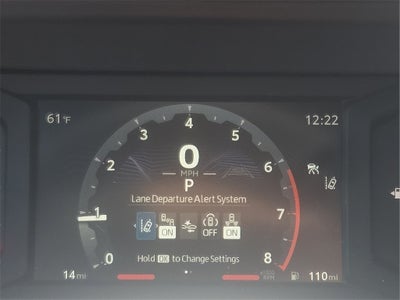 61°F
12:22
4
3
5
0
MPH
2
6
P
Lane Departure Alert System
1
7
ON
OFF
ON
0
Hold OK to Change Settings
8
14 mi
110 mi